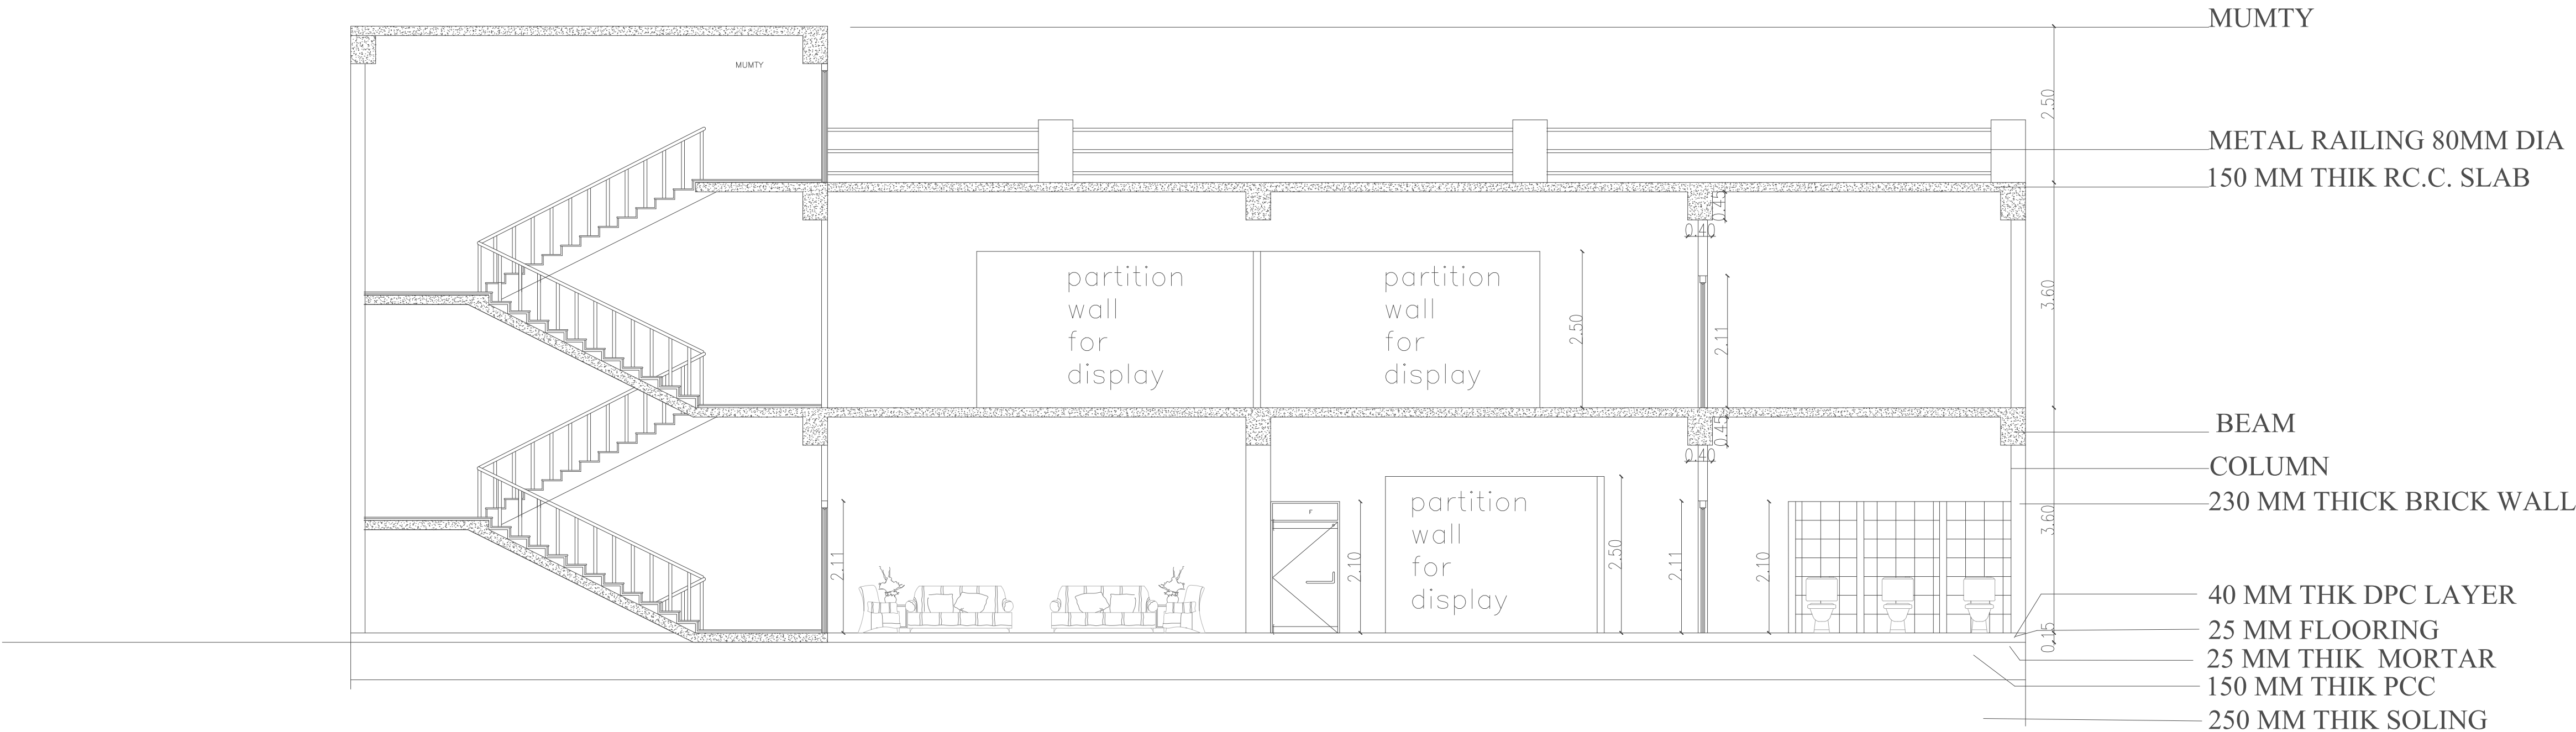 MUMTY
MUMTY
2.50
METAL RAILING 80MM DIA
150 MM THIK RC.C. SLAB
0.45
0.40
partition
wall
for
display
partition
wall
for
display
2.50
2.11
3.60
BEAM
0.45
0.40
COLUMN
230 MM THICK BRICK WALL
3.60
2.11
F
2.10
partition
wall
for
display
2.50
2.11
2.10
40 MM THK DPC LAYER
25 MM FLOORING
0.15
25 MM THIK  MORTAR
150 MM THIK PCC
250 MM THIK SOLING